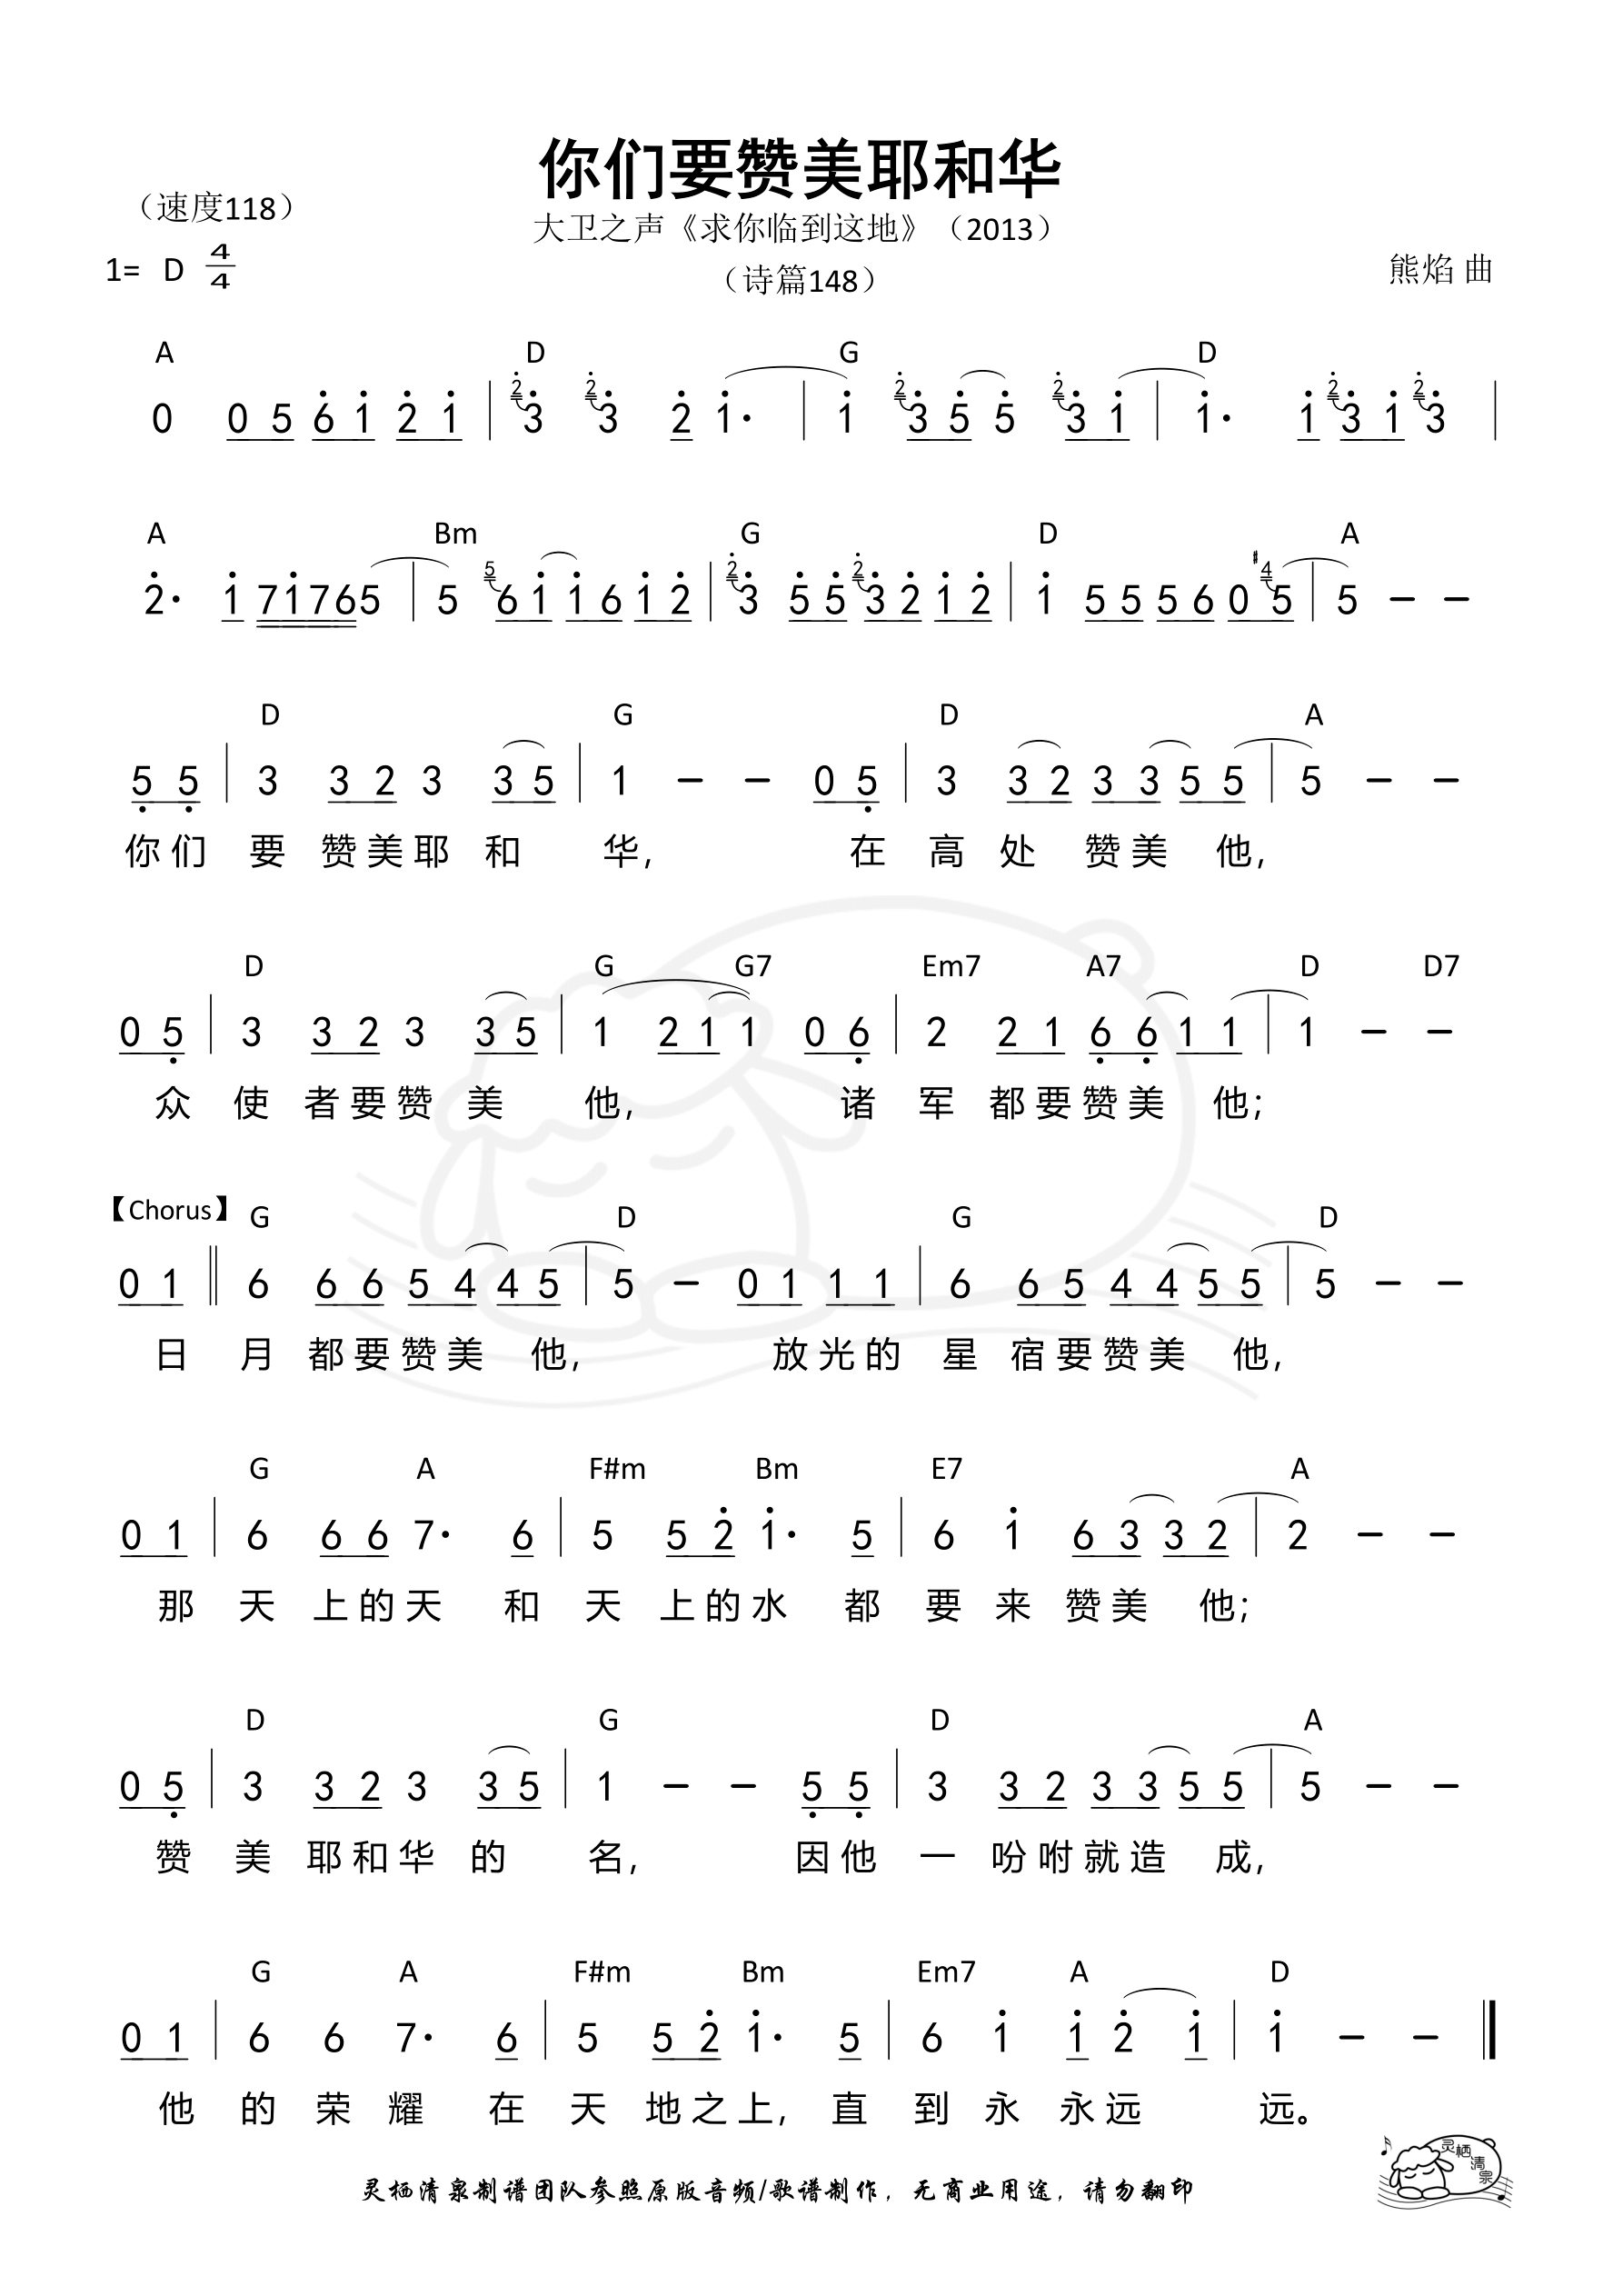 你们要赞美耶和华
（速度118）
大卫之声《求你临到这地》（2013）
1= D 4/4
（诗篇148）
熊焰 曲
A D G D
0 0 5 6̇ 1̇ 2̇ 1̇ | 2̇ 3̇ 2̇ 3̇ 2̇ 1̇· | 1̇ 2̇ 3̇ 5̇ 5̇ 2̇ 3̇ 1̇ | 1̇· 1̇ 2̇ 3̇ 1̇ 2̇ 3̇ |
A Bm G D A
2̇· 1̇ 7 1̇ 7 6 5 | 5 5 6 1̇ 1̇ 6 1̇ 2̇ | 2̇ 3̇ 5̇ 5̇ 2̇ 3̇ 2̇ 1̇ 2̇ | 1̇ 5 5 5 6 0 #4 5 | 5 – –
D G D A
5̣ 5̣ | 3 3 2 3 3 5 | 1 – – 0 5̣ | 3 3 2 3 3 5 5 | 5 – –
你们 要 赞美耶 和 华， 在 高 处 赞美 他，
D G G7 Em7 A7 D D7
0 5̣ | 3 3 2 3 3 5 | 1 2 1 1 0 6̣ | 2 2 1 6̣ 6̣ 1 1 | 1 – –
众 使 者要赞 美 他， 诸 军 都要赞美 他；
【Chorus】 G D G D
0 1 ‖ 6 6 6 5 4 4 5 | 5 – 0 1 1 1 | 6 6 5 4 4 5 5 | 5 – –
日 月 都要赞美 他， 放光的 星 宿要赞美 他，
G A F#m Bm E7 A
0 1 | 6 6 6 7· 6 | 5 5 2̇ 1̇· 5 | 6 1̇ 6 3 3 2 | 2 – –
那 天 上的天 和 天 上的水 都 要 来 赞美 他；
D G D A
0 5̣ | 3 3 2 3 3 5 | 1 – – 5̣ 5̣ | 3 3 2 3 3 5 5 | 5 – –
赞 美 耶和华 的 名， 因他 一 吩咐就造 成，
G A F#m Bm Em7 A D
0 1 | 6 6 7· 6 | 5 5 2̇ 1̇· 5 | 6 1̇ 1̇ 2̇ 1̇ | 1̇ – – ‖
他 的 荣 耀 在 天 地之上， 直 到 永 永远 远。
灵栖清泉
灵栖清泉制谱团队参照原版音频/歌谱制作，无商业用途，请勿翻印